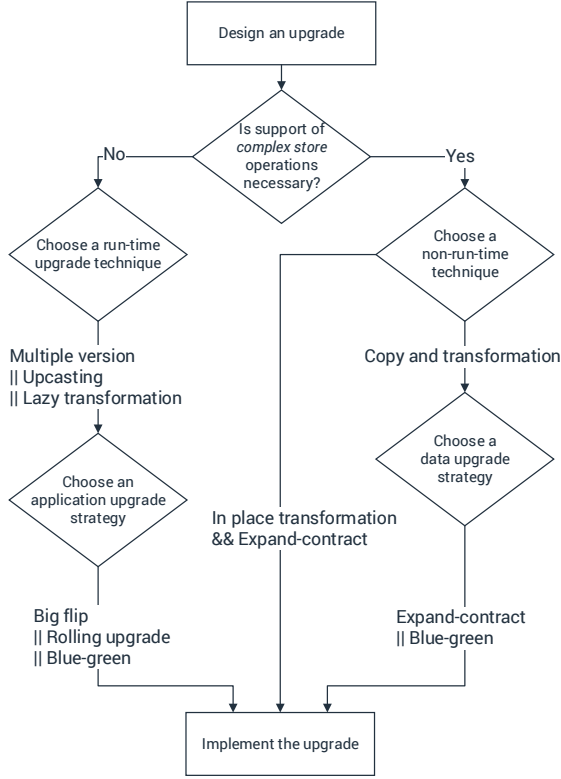 Design an upgrade
Is support of
complex store
operations
necessary?
No
Yes
Choose a run-time
upgrade technique
Choose a
non-run-time
technique
Multiple version
|| Upcasting
|| Lazy transformation
Copy and transformation
Choose an
application upgrade
strategy
Choose a
data upgrade
strategy
In place transformation
&& Expand-contract
Big flip
|| Rolling upgrade
|| Blue-green
Expand-contract
|| Blue-green
Implement the upgrade